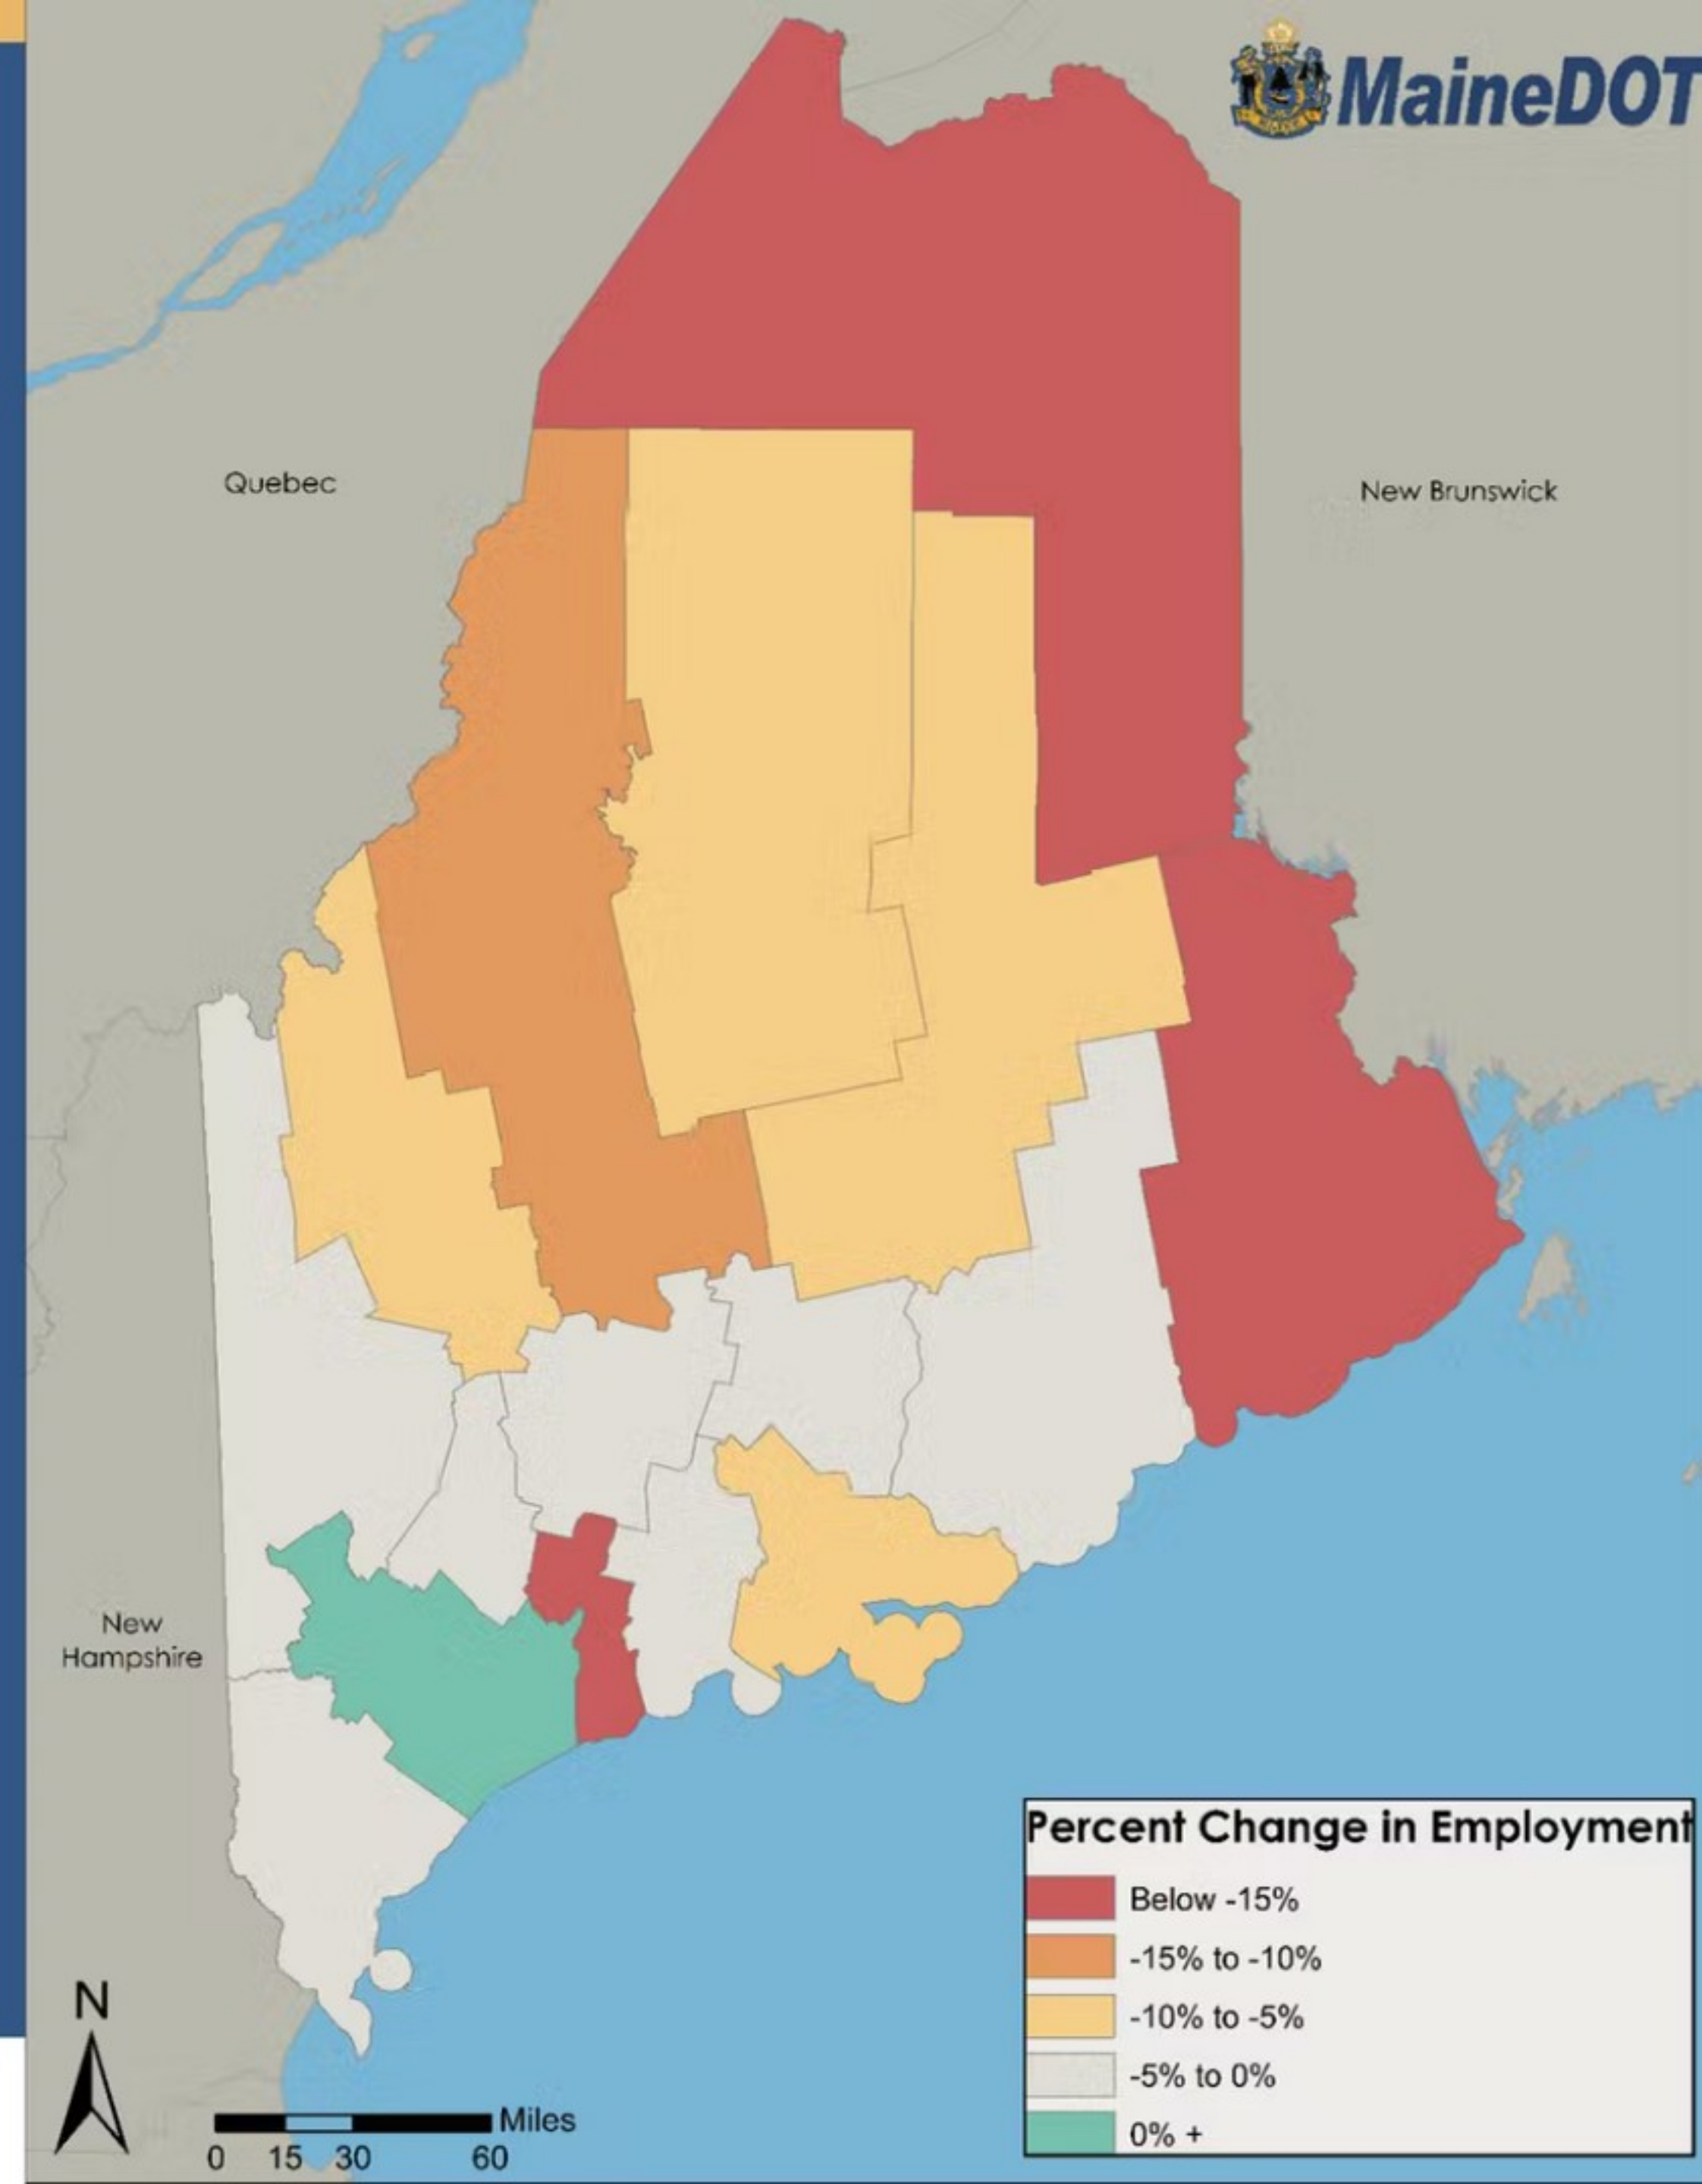 MaineDOT
Quebec
New Brunswick
New
Hampshire
Percent Change in Employment
Below -15%
-15% to -10%
-10% to -5%
-5% to 0%
0% +
N
Miles
0 15 30 60